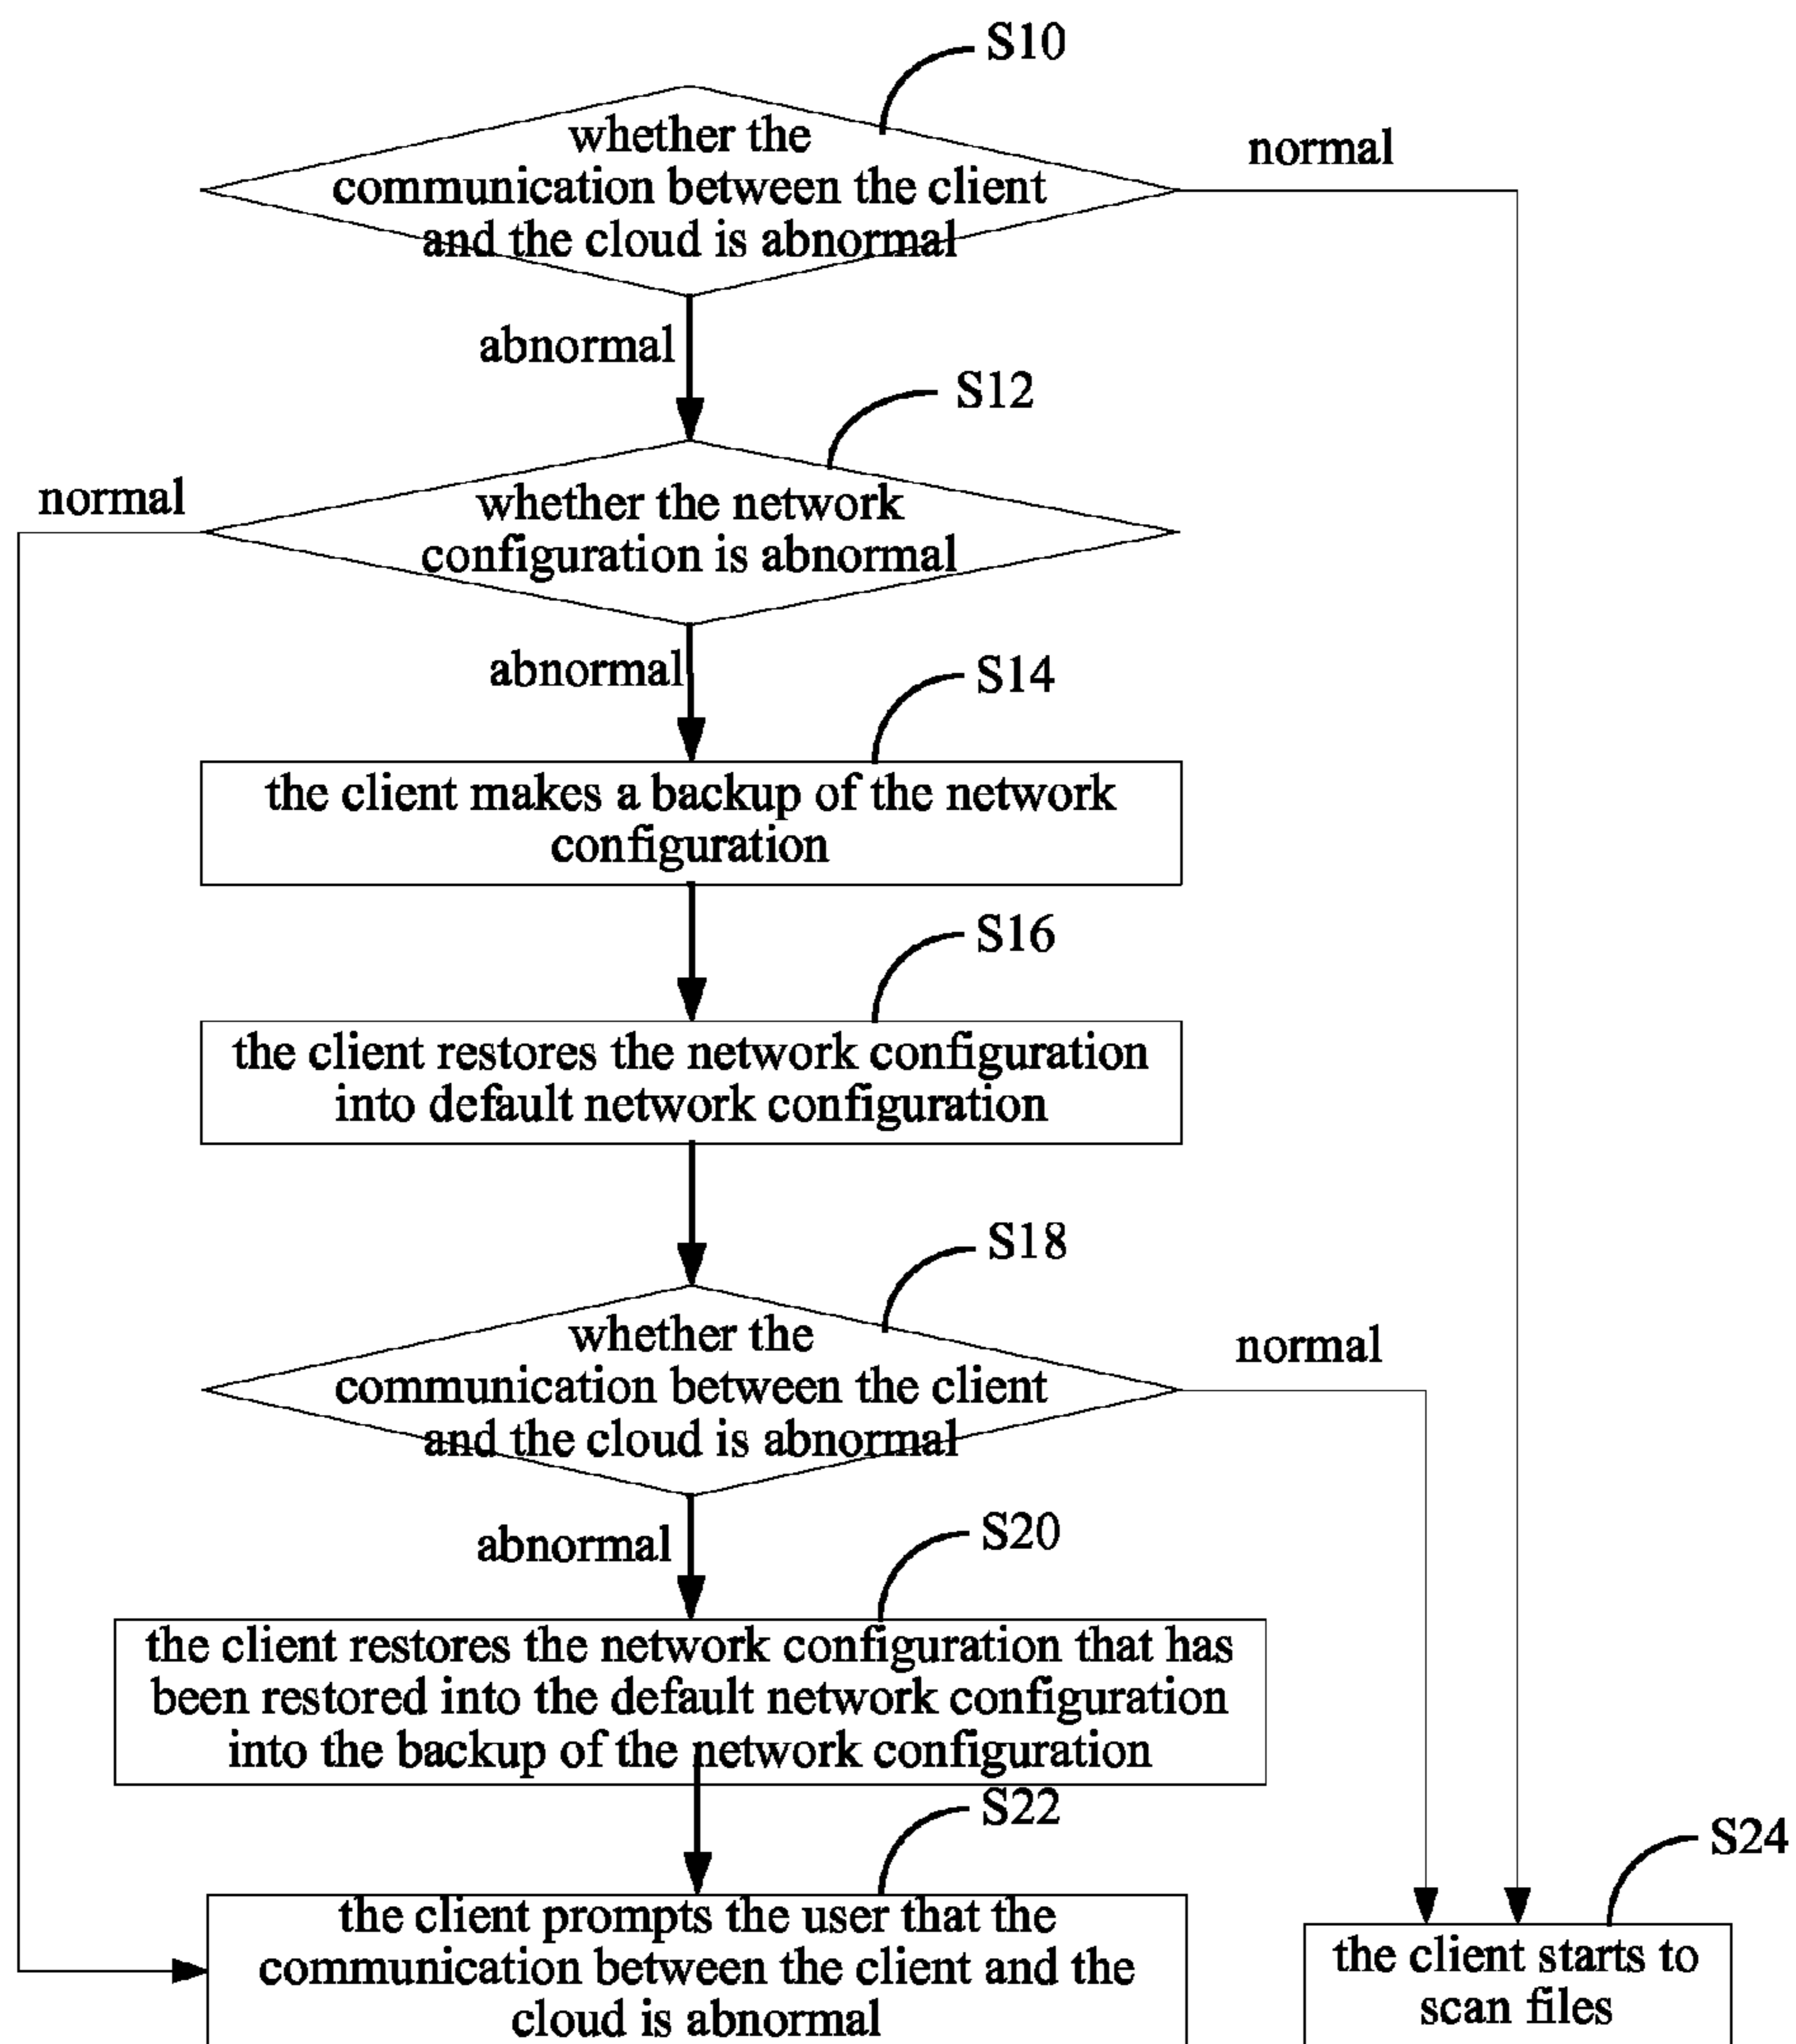 S10
whether the
communication between the client
and the cloud is abnormal
normal
abnormal
S12
normal
whether the network
configuration is abnormal
abnormal
S14
the client makes a backup of the network
configuration
S16
the client restores the network configuration
into default network configuration
S18
whether the
communication between the client
and the cloud is abnormal
normal
abnormal
S20
the client restores the network configuration that has
been restored into the default network configuration
into the backup of the network configuration
S22
S24
the client prompts the user that the
communication between the client and the
cloud is abnormal
the client starts to
scan files